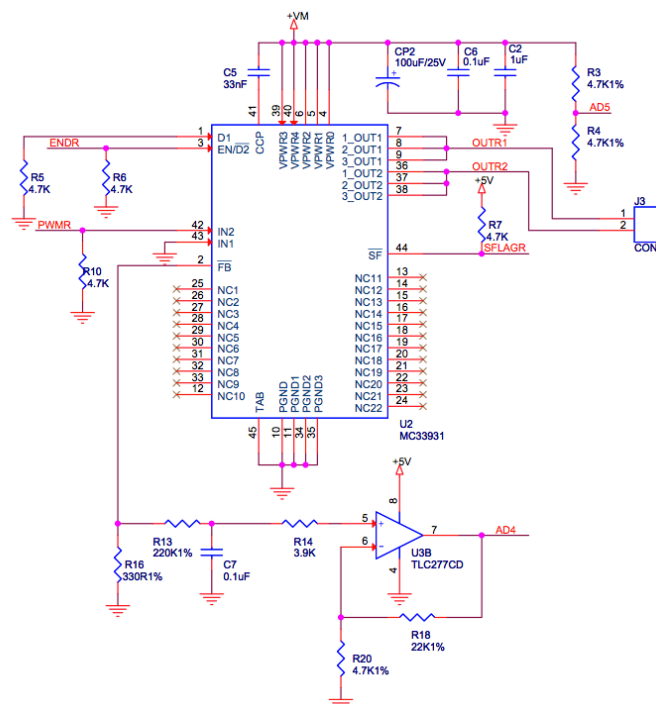 +VM
C5
33nF
CP2
100uF/25V
C6
0.1uF
C2
1uF
R3
4.7K1%
AD5
R4
4.7K1%
41
39
40
6
5
4
CCP
VPWR3
VPWR4
VPWR2
VPWR1
VPWR0
1
D1
ENDR
3
EN/D2
R5
4.7K
R6
4.7K
PWMR
42
IN2
43
IN1
R10
4.7K
2
FB
1_OUT1
7
2_OUT1
8
3_OUT1
9
1_OUT2
36
2_OUT2
37
3_OUT2
38
OUTR1
OUTR2
+5V
R7
4.7K
SF
44
SFLAGR
J3
1
2
CON
25
NC1
26
NC2
27
NC3
28
NC4
29
NC5
30
NC6
31
NC7
32
NC8
33
NC9
12
NC10
NC11
13
NC12
14
NC13
15
NC14
16
NC15
17
NC16
18
NC17
19
NC18
20
NC19
21
NC20
22
NC21
23
NC22
24
TAB
PGND
PGND1
PGND2
PGND3
45
10
11
34
35
U2
MC33931
R13
220K1%
R16
330R1%
C7
0.1uF
R14
3.9K
+5V
8
5
+
6
-
7
AD4
U3B
TLC277CD
4
R18
22K1%
R20
4.7K1%